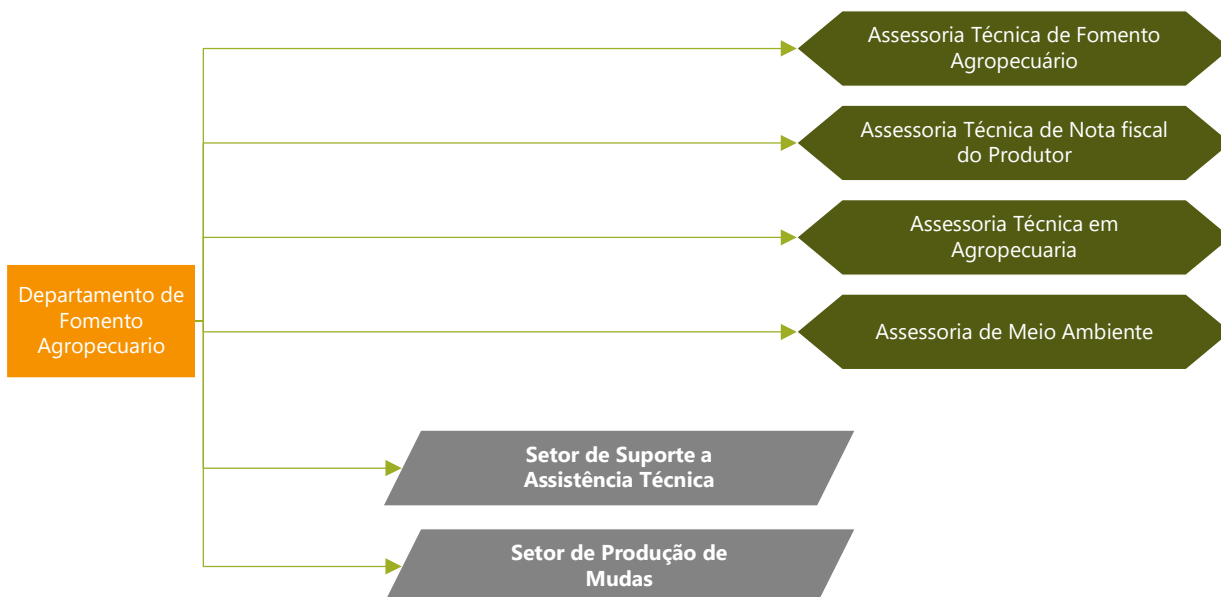 Assessoria Técnica de Fomento
Agropecuário
Assessoria Técnica de Nota fiscal
do Produtor
Assessoria Técnica em
Agropecuaria
Departamento de
Fomento
Agropecuario
Assessoria de Meio Ambiente
Setor de Suporte a
Assistência Técnica
Setor de Produção de
Mudas